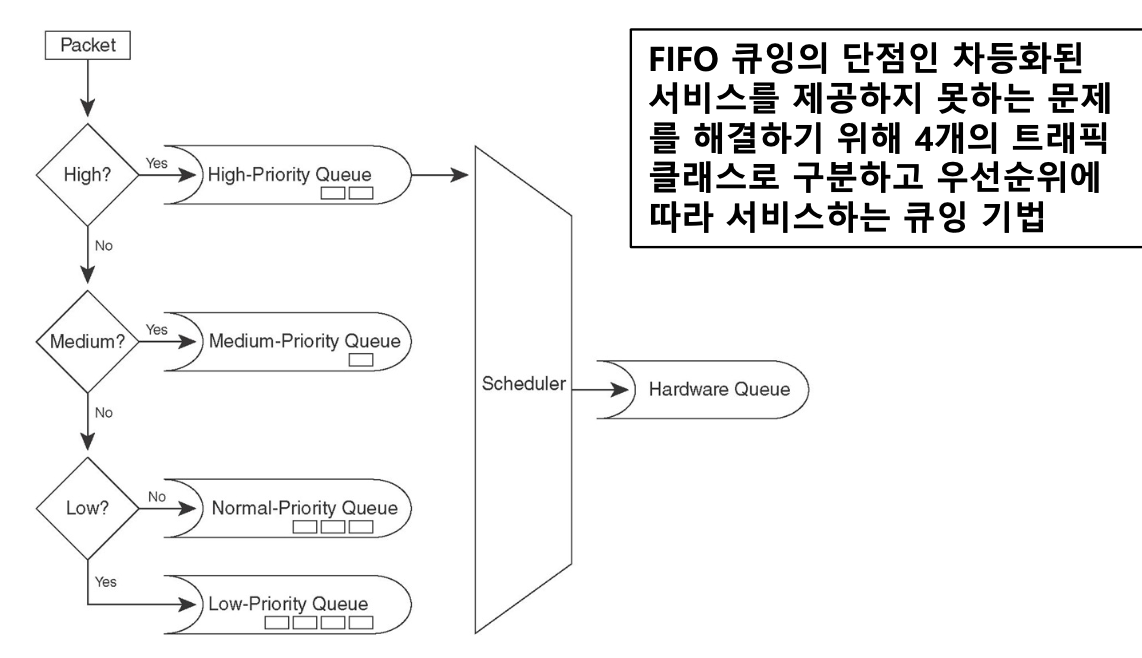 Packet
FIFO 큐잉의 단점인 차등화된
서비스를 제공하지 못하는 문제
를 해결하기 위해 4개의 트래픽
클래스로 구분하고 우선순위에
따라 서비스하는 큐잉 기법
High?
Yes
High-Priority Queue
No
Medium?
Yes
Medium-Priority Queue
No
Scheduler
Hardware Queue
Low?
No
Normal-Priority Queue
Yes
Low-Priority Queue